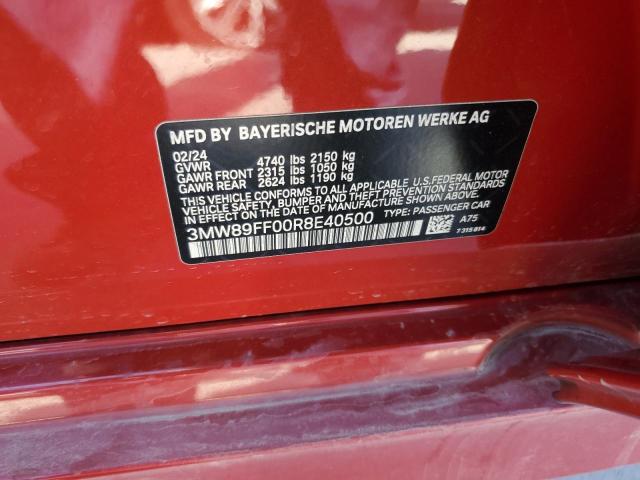 MFD BY BAYERISCHE MOTOREN WERKE AG
02/24
GVWR 4740 lbs 2150 kg
GAWR FRONT 2315 lbs 1050 kg
GAWR REAR 2624 lbs 1190 kg
THIS VEHICLE CONFORMS TO ALL APPLICABLE U.S.FEDERAL MOTOR
VEHICLE SAFETY, BUMPER AND THEFT PREVENTION STANDARDS
IN EFFECT ON THE DATE OF MANUFACTURE SHOWN ABOVE.
3MW89FF00R8E40500 TYPE: PASSENGER CAR
A75
7315814